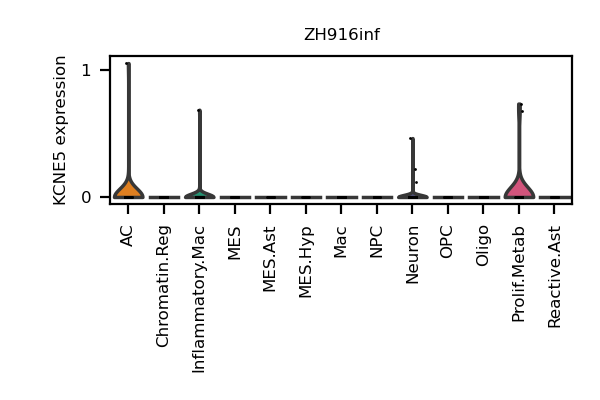 ZH916inf
KCNE5 expression
1
0
AC
Chromatin.Reg
Inflammatory.Mac
MES
MES.Ast
MES.Hyp
Mac
NPC
Neuron
OPC
Oligo
Prolif.Metab
Reactive.Ast